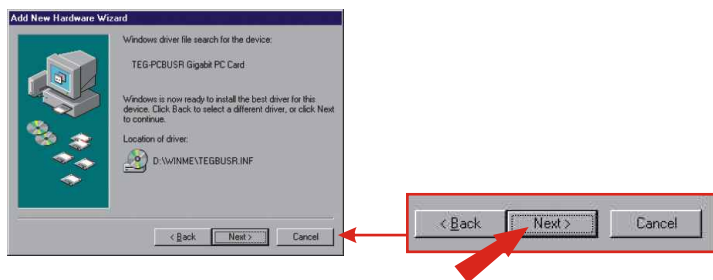 Add New Hardware Wizard
Windows driver file search for the device:
TEG-PCBUSR Gigabit PC Card
Windows is now ready to install the best driver for this
device. Click Back to select a different driver, or click Next
to continue.
Location of driver:
D:\WINME\TEGBUSR.INF
< Back Next > Cancel
< Back Next > Cancel